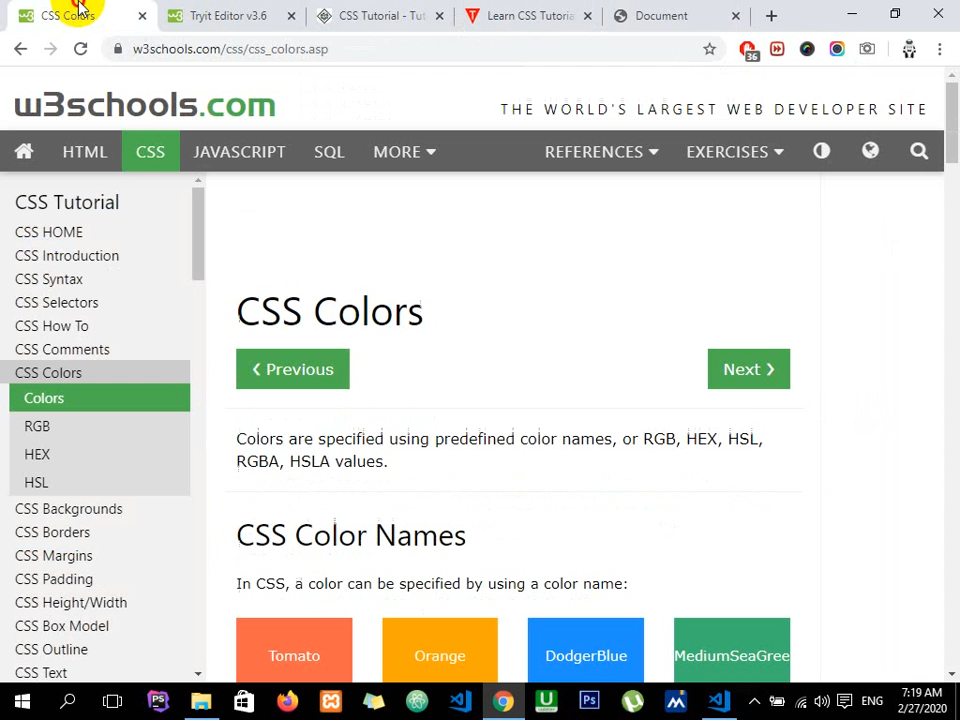 CSS Colors
Tryit Editor v3.6
CSS Tutorial - Tut
Learn CSS Tutoria
Document
w3schools.com/css/css_colors.asp
36
w3schools.com
THE WORLD'S LARGEST WEB DEVELOPER SITE
HTML
CSS
JAVASCRIPT
SQL
MORE
REFERENCES
EXERCISES
CSS Tutorial
CSS HOME
CSS Introduction
CSS Syntax
CSS Selectors
CSS How To
CSS Comments
CSS Colors
Colors
RGB
HEX
HSL
CSS Backgrounds
CSS Borders
CSS Margins
CSS Padding
CSS Height/Width
CSS Box Model
CSS Outline
CSS Text
CSS Colors
❮ Previous
Next ❯
Colors are specified using predefined color names, or RGB, HEX, HSL,
RGBA, HSLA values.
CSS Color Names
In CSS, a color can be specified by using a color name:
Tomato
Orange
DodgerBlue
MediumSeaGree
ENG
7:19 AM
2/27/2020